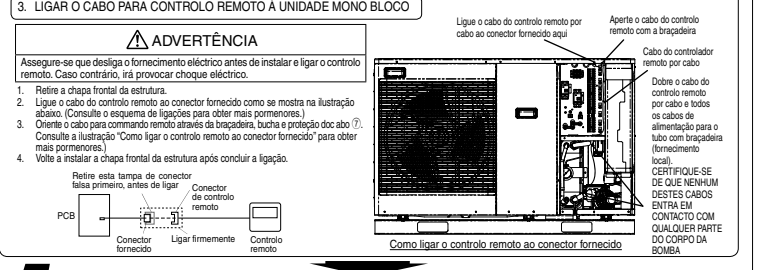 3. LIGAR O CABO PARA CONTROLO REMOTO À UNIDADE MONO BLOCO
ADVERTÊNCIA
Assegure-se que desliga o fornecimento eléctrico antes de instalar e ligar o controlo
remoto. Caso contrário, irá provocar choque eléctrico.
1. Retire a chapa frontal da estrutura.
2. Ligue o cabo do controlo remoto ao conector fornecido como se mostra na ilustração
abaixo. (Consulte o esquema de ligações para obter mais pormenores.)
3. Oriente o cabo para commando remoto através da braçadeira, bucha e proteção doc abo ⑦.
Consulte a ilustração "Como ligar o controlo remoto ao conector fornecido" para obter
mais pormenores.)
4. Volte a instalar a chapa frontal da estrutura após concluir a ligação.
Retire esta tampa de conector
falsa primeiro, antes de ligar
Conector
de controlo
remoto
PCB
Conector
fornecido
Ligar firmemente
Controlo
remoto
Ligue o cabo do controlo remoto por
cabo ao conector fornecido aqui
Aperte o cabo do controlo
remoto com a braçadeira
Cabo do controlador
remoto por cabo
Dobre o cabo do
controlo remoto
por cabo e todos
os cabos de
alimentação para o
tubo com braçadeira
(fornecimento
local).
CERTIFIQUE-SE
DE QUE NENHUM
DESTES CABOS
ENTRA EM
CONTACTO COM
QUALQUER PARTE
DO CORPO DA
BOMBA
Como ligar o controlo remoto ao conector fornecido